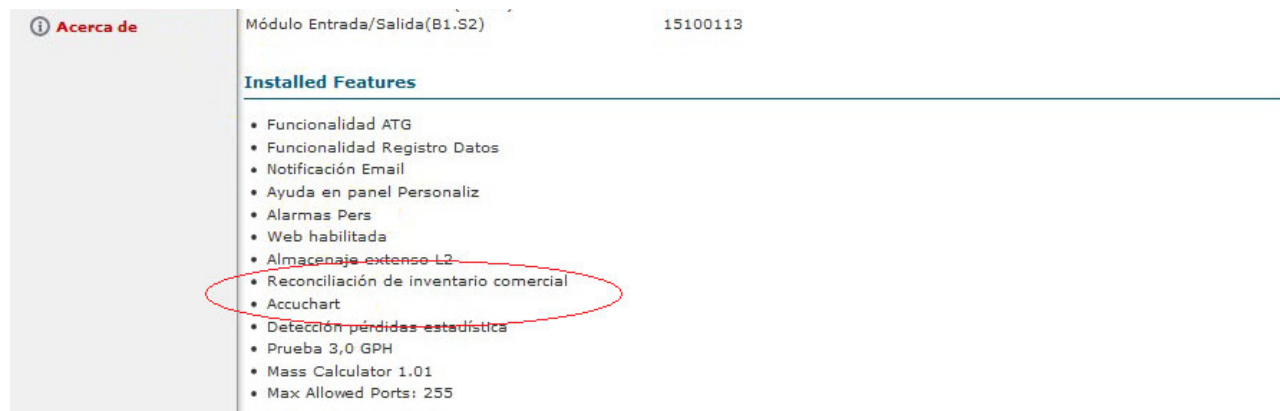 Acerca de
Módulo Entrada/Salida(B1.S2) 15100113
Installed Features
• Funcionalidad ATG
• Funcionalidad Registro Datos
• Notificación Email
• Ayuda en panel Personaliz
• Alarmas Pers
• Web habilitada
• Almacenaje extenso L2
• Reconciliación de inventario comercial
• Accuchart
• Detección pérdidas estadística
• Prueba 3,0 GPH
• Mass Calculator 1.01
• Max Allowed Ports: 255